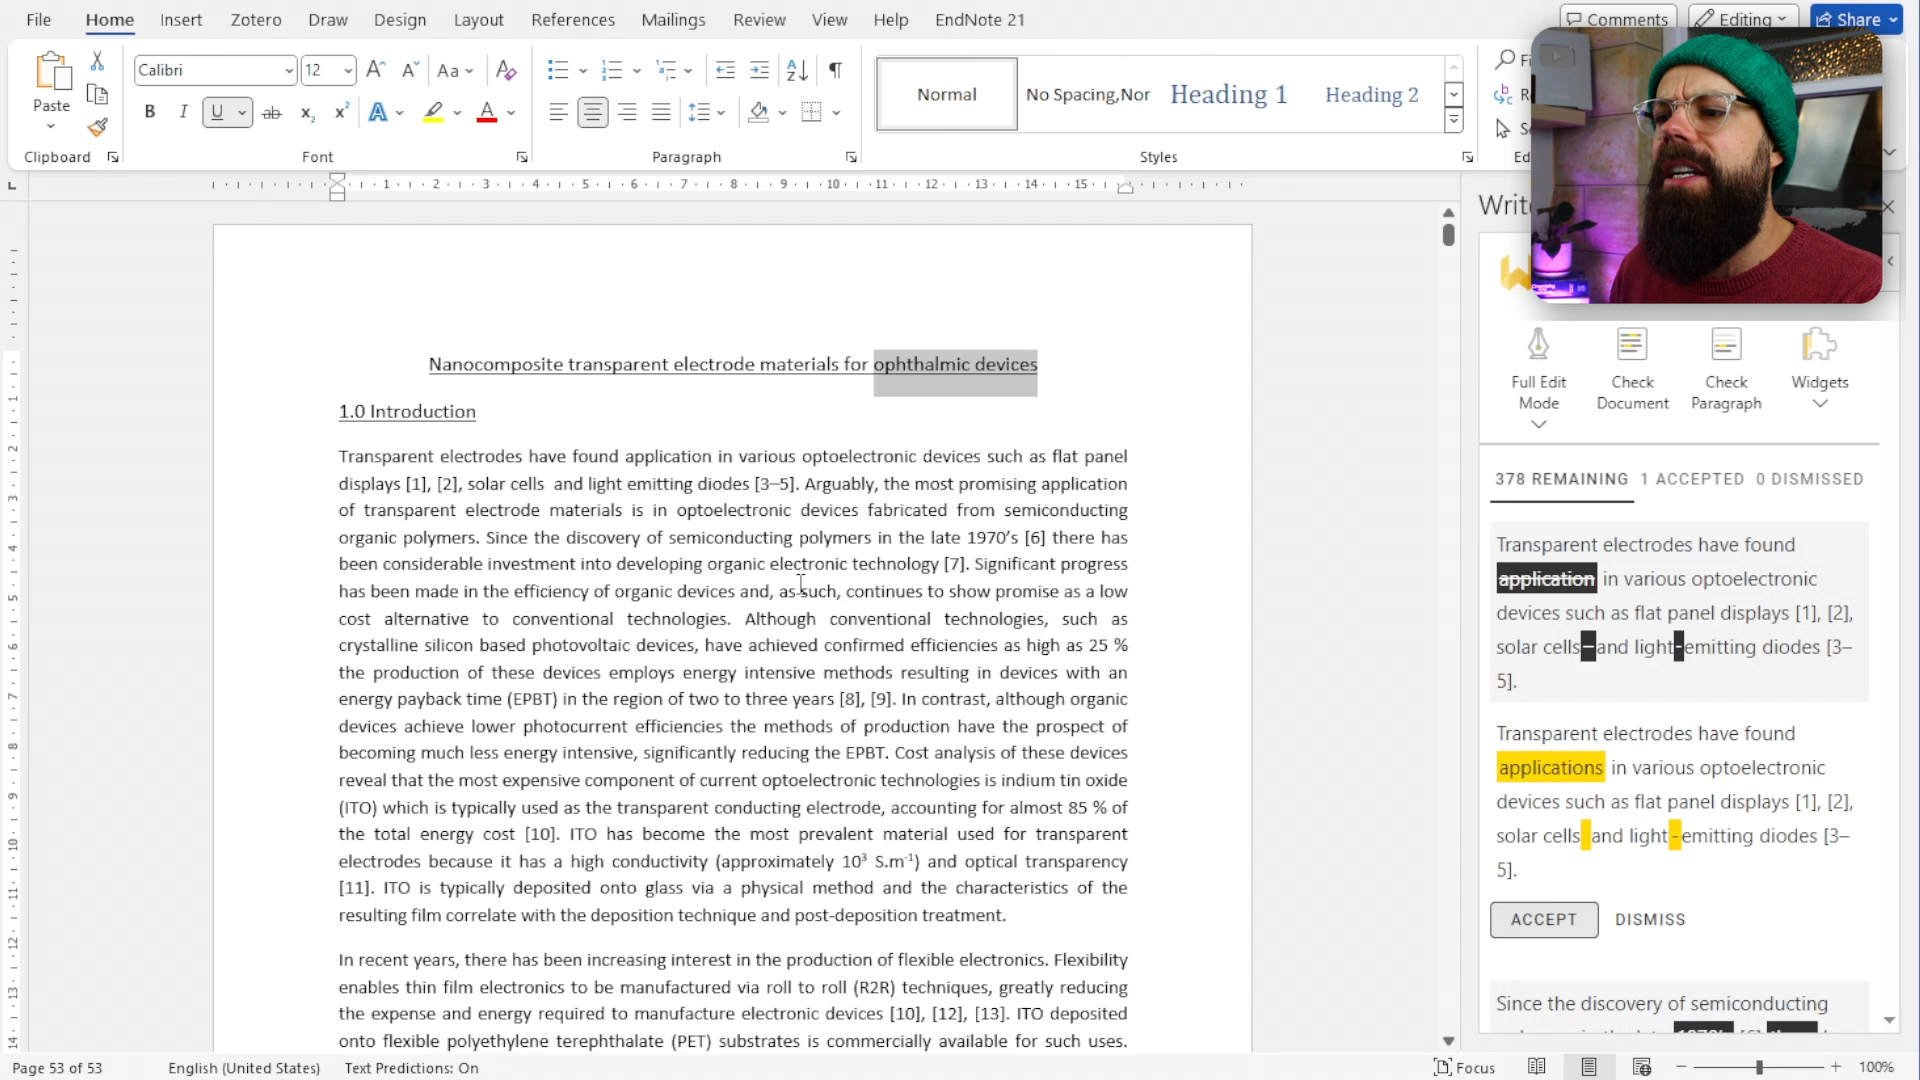 File Home Insert Zotero Draw Design Layout References Mailings Review View Help EndNote 21 Comments Editing Share
Calibri 12 Aa
Paste
B I U ab x₂ x² A A
Normal No Spacing,Nor Heading 1 Heading 2
Clipboard Font Paragraph Styles
1 2 3 4 5 6 7 8 9 10 11 12 13 14 15
Nanocomposite transparent electrode materials for ophthalmic devices
1.0 Introduction
Transparent electrodes have found application in various optoelectronic devices such as flat panel
displays [1], [2], solar cells  and light emitting diodes [3–5]. Arguably, the most promising application
of transparent electrode materials is in optoelectronic devices fabricated from semiconducting
organic polymers. Since the discovery of semiconducting polymers in the late 1970’s [6] there has
been considerable investment into developing organic electronic technology [7]. Significant progress
has been made in the efficiency of organic devices and, as such, continues to show promise as a low
cost alternative to conventional technologies. Although conventional technologies, such as
crystalline silicon based photovoltaic devices, have achieved confirmed efficiencies as high as 25 %
the production of these devices employs energy intensive methods resulting in devices with an
energy payback time (EPBT) in the region of two to three years [8], [9]. In contrast, although organic
devices achieve lower photocurrent efficiencies the methods of production have the prospect of
becoming much less energy intensive, significantly reducing the EPBT. Cost analysis of these devices
reveal that the most expensive component of current optoelectronic technologies is indium tin oxide
(ITO) which is typically used as the transparent conducting electrode, accounting for almost 85 % of
the total energy cost [10]. ITO has become the most prevalent material used for transparent
electrodes because it has a high conductivity (approximately 10³ S.m⁻¹) and optical transparency
[11]. ITO is typically deposited onto glass via a physical method and the characteristics of the
resulting film correlate with the deposition technique and post-deposition treatment.
In recent years, there has been increasing interest in the production of flexible electronics. Flexibility
enables thin film electronics to be manufactured via roll to roll (R2R) techniques, greatly reducing
the expense and energy required to manufacture electronic devices [10], [12], [13]. ITO deposited
onto flexible polyethylene terephthalate (PET) substrates is commercially available for such uses.
Full Edit Mode
Check Document
Check Paragraph
Widgets
378 REMAINING 1 ACCEPTED 0 DISMISSED
Transparent electrodes have found
application in various optoelectronic
devices such as flat panel displays [1], [2],
solar cells – and light-emitting diodes [3–
5].
Transparent electrodes have found
applications in various optoelectronic
devices such as flat panel displays [1], [2],
solar cells and light-emitting diodes [3–
5].
ACCEPT DISMISS
Since the discovery of semiconducting
Page 53 of 53 English (United States) Text Predictions: On Focus 100%